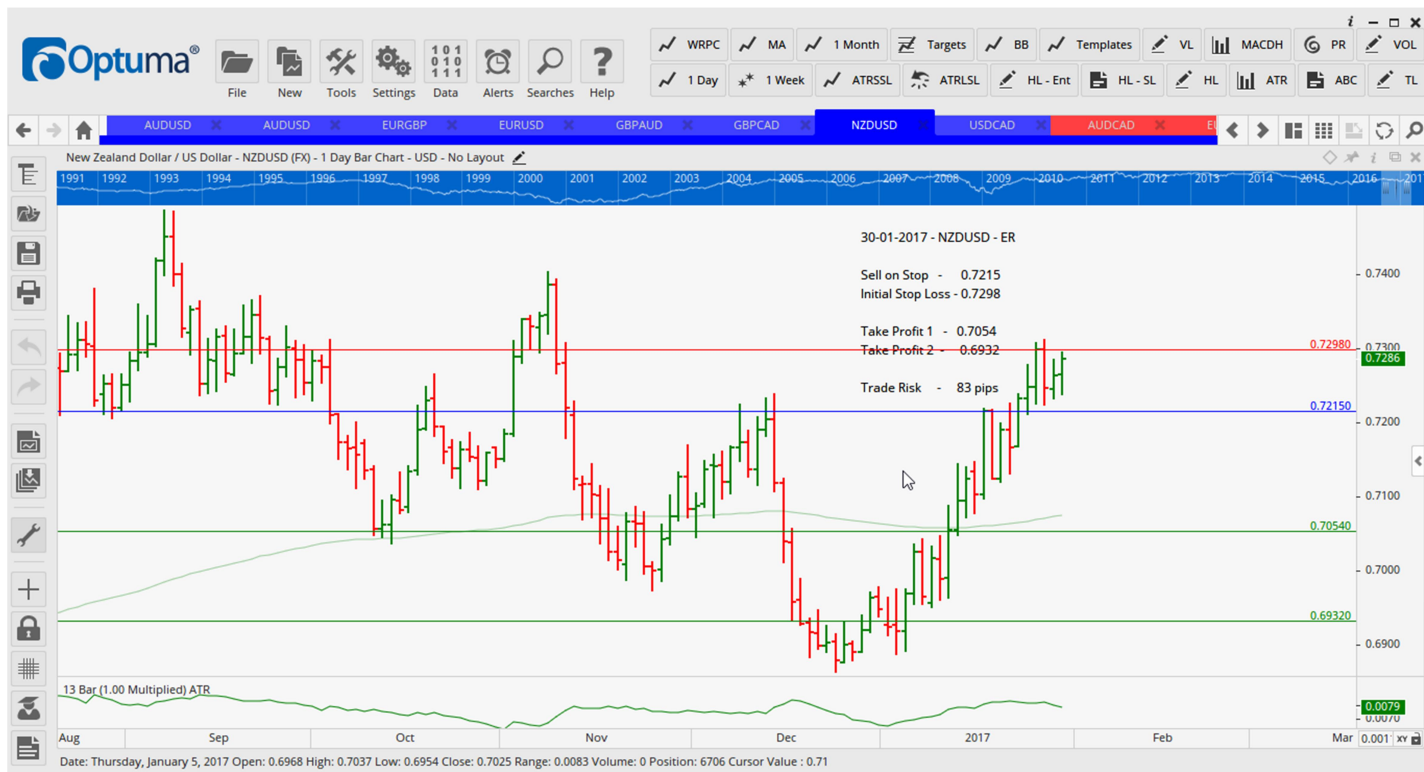 i
Optuma®
File New Tools Settings Data Alerts Searches Help
WRPC MA 1 Month Targets BB Templates VL MACDH PR VOL
1 Day 1 Week ATRSSL ATRLSL HL - Ent HL - SL HL ATR ABC TL
AUDUSD AUDUSD EURGBP EURUSD GBPAUD GBPCAD NZDUSD USDCAD AUDCAD
New Zealand Dollar / US Dollar - NZDUSD (FX) - 1 Day Bar Chart - USD - No Layout
1991 1992 1993 1994 1995 1996 1997 1998 1999 2000 2001 2002 2003 2004 2005 2006 2007 2008 2009 2010 2011 2012 2013 2014 2015 2016 201
30-01-2017 - NZDUSD - ER
Sell on Stop - 0.7215
Initial Stop Loss - 0.7298
Take Profit 1 - 0.7054
Take Profit 2 - 0.6932
Trade Risk - 83 pips
0.7400
0.72980 0.7300
0.7286
0.72150
0.7200
0.7100
0.70540
0.7000
0.69320
0.6900
13 Bar (1.00 Multiplied) ATR
0.0079
0.0070
Aug Sep Oct Nov Dec 2017 Feb Mar 0.001 XY
Date: Thursday, January 5, 2017 Open: 0.6968 High: 0.7037 Low: 0.6954 Close: 0.7025 Range: 0.0083 Volume: 0 Position: 6706 Cursor Value : 0.71